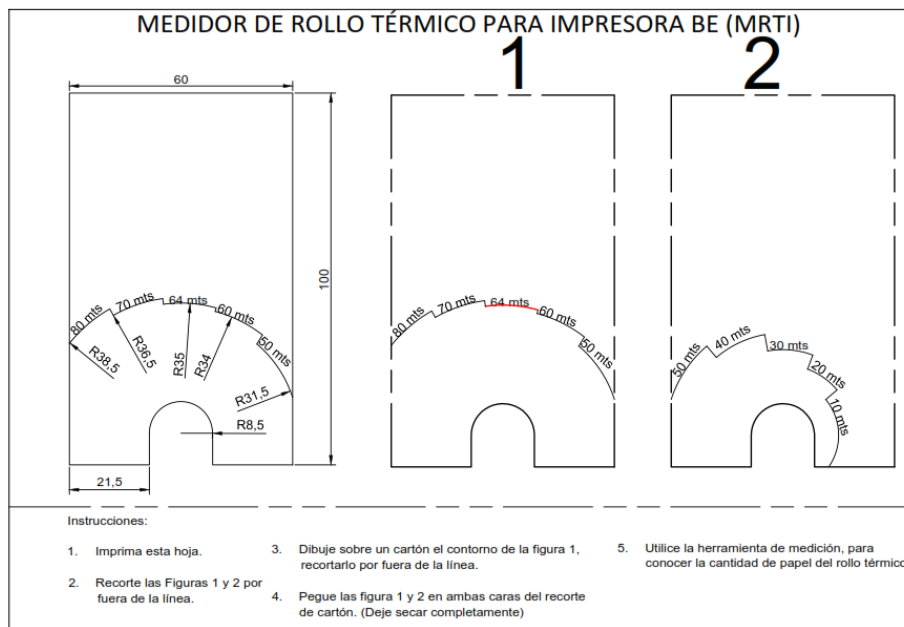 MEDIDOR DE ROLLO TÉRMICO PARA IMPRESORA BE (MRTI)
1
2
60
100
80 mts
70 mts
64 mts
60 mts
50 mts
R38,5
R36,5
R35
R34
R31,5
R8,5
21,5
80 mts
70 mts
64 mts
60 mts
50 mts
50 mts
40 mts
30 mts
20 mts
10 mts
Instrucciones:
1. Imprima esta hoja.
2. Recorte las Figuras 1 y 2 por
fuera de la línea.
3. Dibuje sobre un cartón el contorno de la figura 1,
recortarlo por fuera de la línea.
4. Pegue las figura 1 y 2 en ambas caras del recorte
de cartón. (Deje secar completamente)
5. Utilice la herramienta de medición, para
conocer la cantidad de papel del rollo térmico